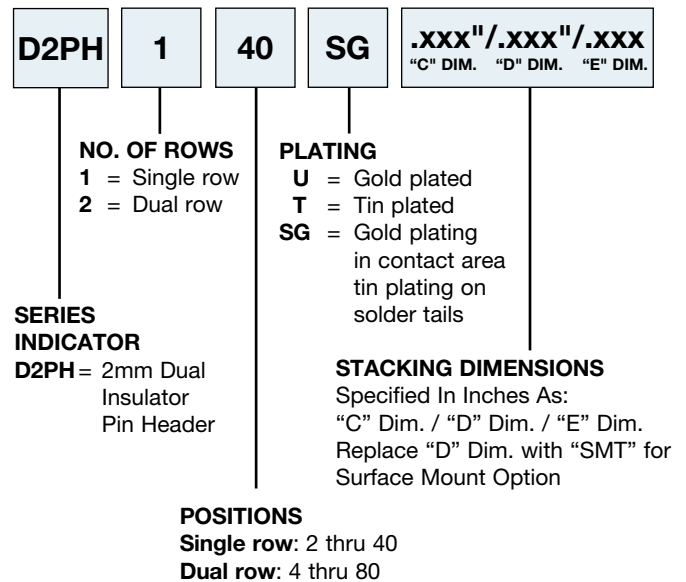 D2PH 1 40 SG .XXX"/.XXX"/.XXX
“C" DIM. “D" DIM. “E" DIM.
NO. OF ROWS
1 = Single row
2 = Dual row
PLATING
U = Gold plated
T = Tin plated
SG = Gold plating
in contact area
tin plating on
solder tails
SERIES
INDICATOR
D2PH = 2mm Dual
Insulator
Pin Header
STACKING DIMENSIONS
Specified In Inches As:
“C” Dim. / “D” Dim. / “E” Dim.
Replace “D” Dim. with “SMT” for
Surface Mount Option
POSITIONS
Single row: 2 thru 40
Dual row: 4 thru 80